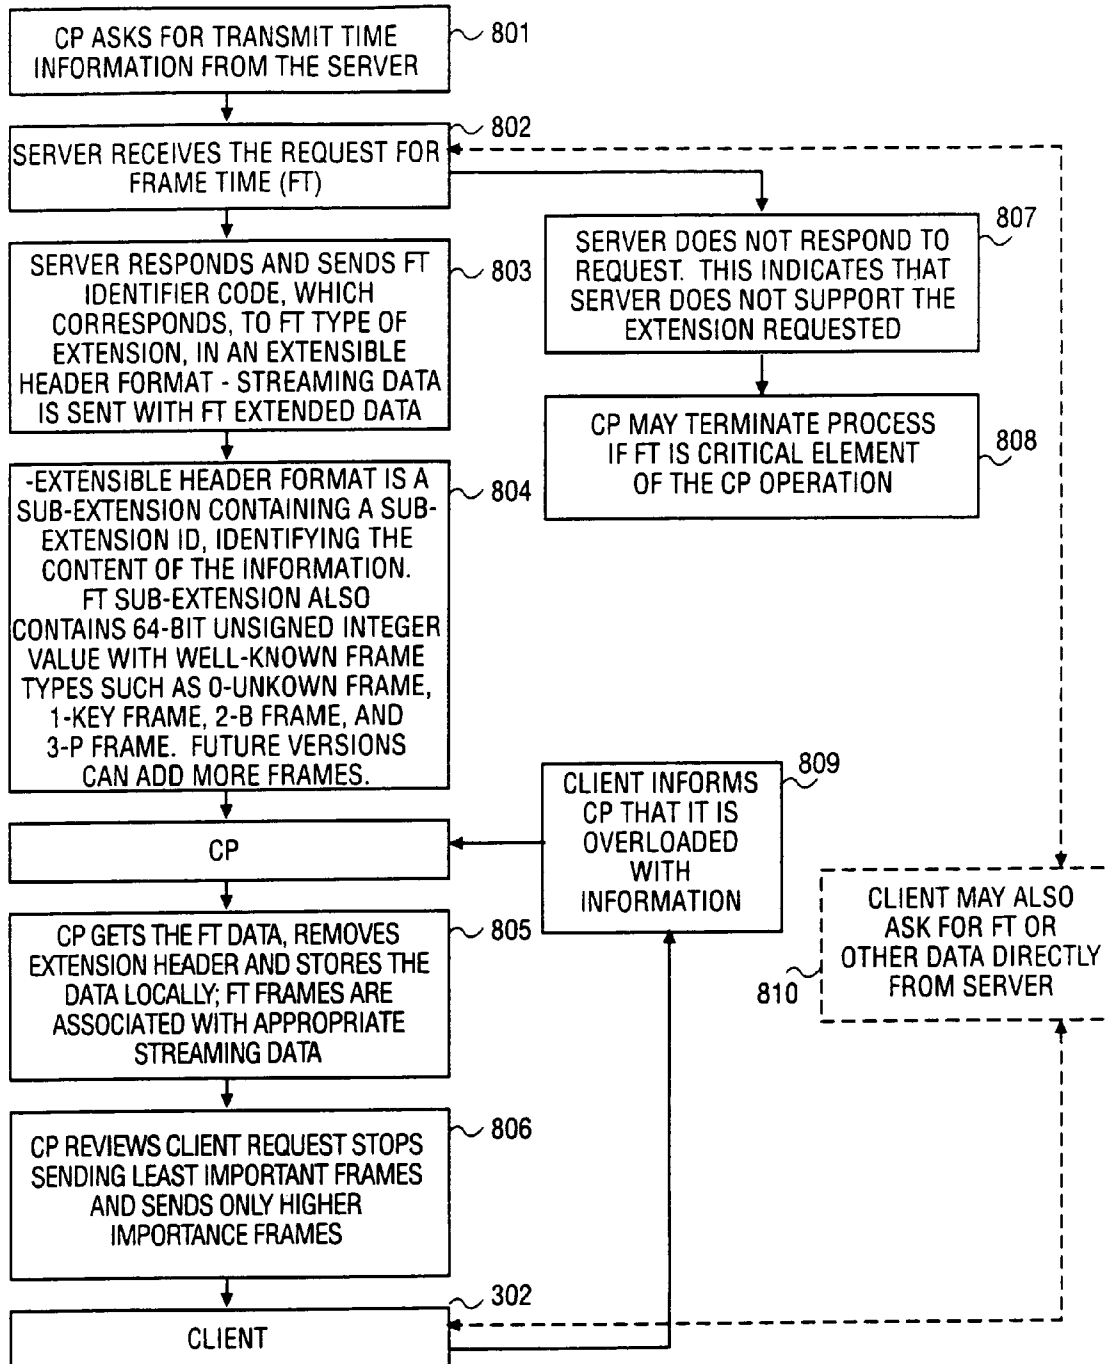 CP ASKS FOR TRANSMIT TIME
INFORMATION FROM THE SERVER
801
SERVER RECEIVES THE REQUEST FOR
FRAME TIME (FT)
802
SERVER RESPONDS AND SENDS FT
IDENTIFIER CODE, WHICH
CORRESPONDS, TO FT TYPE OF
EXTENSION, IN AN EXTENSIBLE
HEADER FORMAT - STREAMING DATA
IS SENT WITH FT EXTENDED DATA
803
SERVER DOES NOT RESPOND TO
REQUEST. THIS INDICATES THAT
SERVER DOES NOT SUPPORT THE
EXTENSION REQUESTED
807
CP MAY TERMINATE PROCESS
IF FT IS CRITICAL ELEMENT
OF THE CP OPERATION
808
-EXTENSIBLE HEADER FORMAT IS A
SUB-EXTENSION CONTAINING A SUB-
EXTENSION ID, IDENTIFYING THE
CONTENT OF THE INFORMATION.
FT SUB-EXTENSION ALSO
CONTAINS 64-BIT UNSIGNED INTEGER
VALUE WITH WELL-KNOWN FRAME
TYPES SUCH AS 0-UNKOWN FRAME,
1-KEY FRAME, 2-B FRAME, AND
3-P FRAME. FUTURE VERSIONS
CAN ADD MORE FRAMES.
804
CP
CLIENT INFORMS
CP THAT IT IS
OVERLOADED
WITH
INFORMATION
809
CLIENT MAY ALSO
ASK FOR FT OR
OTHER DATA DIRECTLY
FROM SERVER
810
CP GETS THE FT DATA, REMOVES
EXTENSION HEADER AND STORES THE
DATA LOCALLY; FT FRAMES ARE
ASSOCIATED WITH APPROPRIATE
STREAMING DATA
805
CP REVIEWS CLIENT REQUEST STOPS
SENDING LEAST IMPORTANT FRAMES
AND SENDS ONLY HIGHER
IMPORTANCE FRAMES
806
CLIENT
302